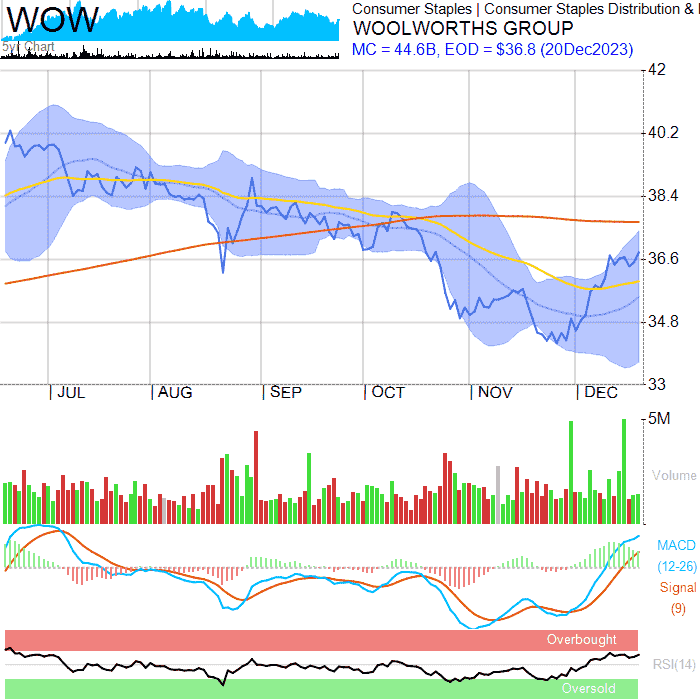 WOW
5yr Chart
Consumer Staples | Consumer Staples Distribution &
WOOLWORTHS GROUP
MC = 44.6B, EOD = $36.8 (20Dec2023)
42
40.2
38.4
36.6
34.8
33
JUL AUG SEP OCT NOV DEC
5M
Volume
MACD
(12-26)
Signal
(9)
Overbought
RSI(14)
Oversold